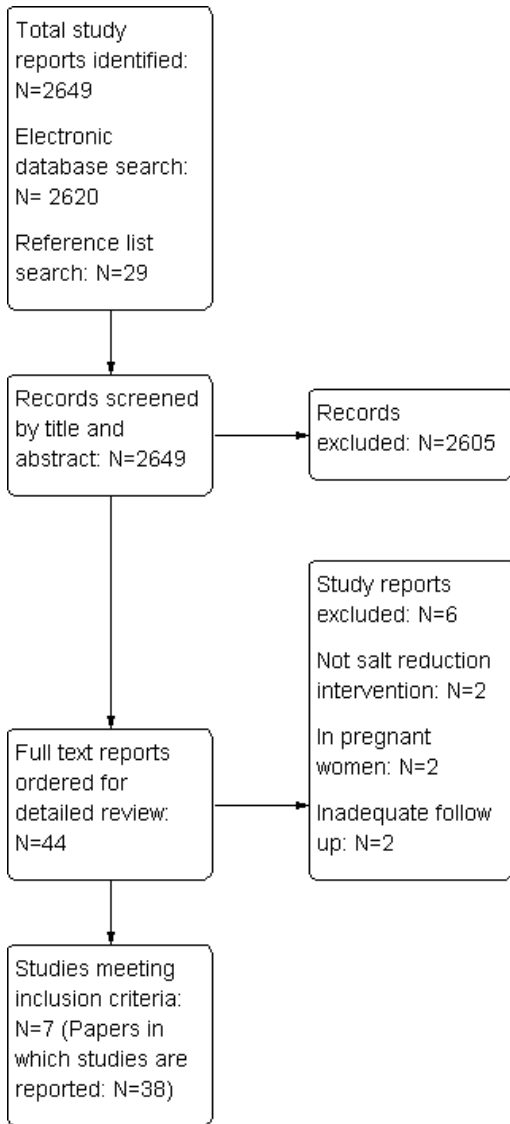 Total study
reports identified:
N=2649
Electronic
database search:
N= 2620
Reference list
search: N=29
Records screened
by title and
abstract: N=2649
Records
excluded: N=2605
Study reports
excluded: N=6
Not salt reduction
intervention: N=2
In pregnant
women: N=2
Inadequate follow
up: N=2
Full text reports
ordered for
detailed review:
N=44
Studies meeting
inclusion criteria:
N=7 (Papers in
which studies are
reported: N=38)